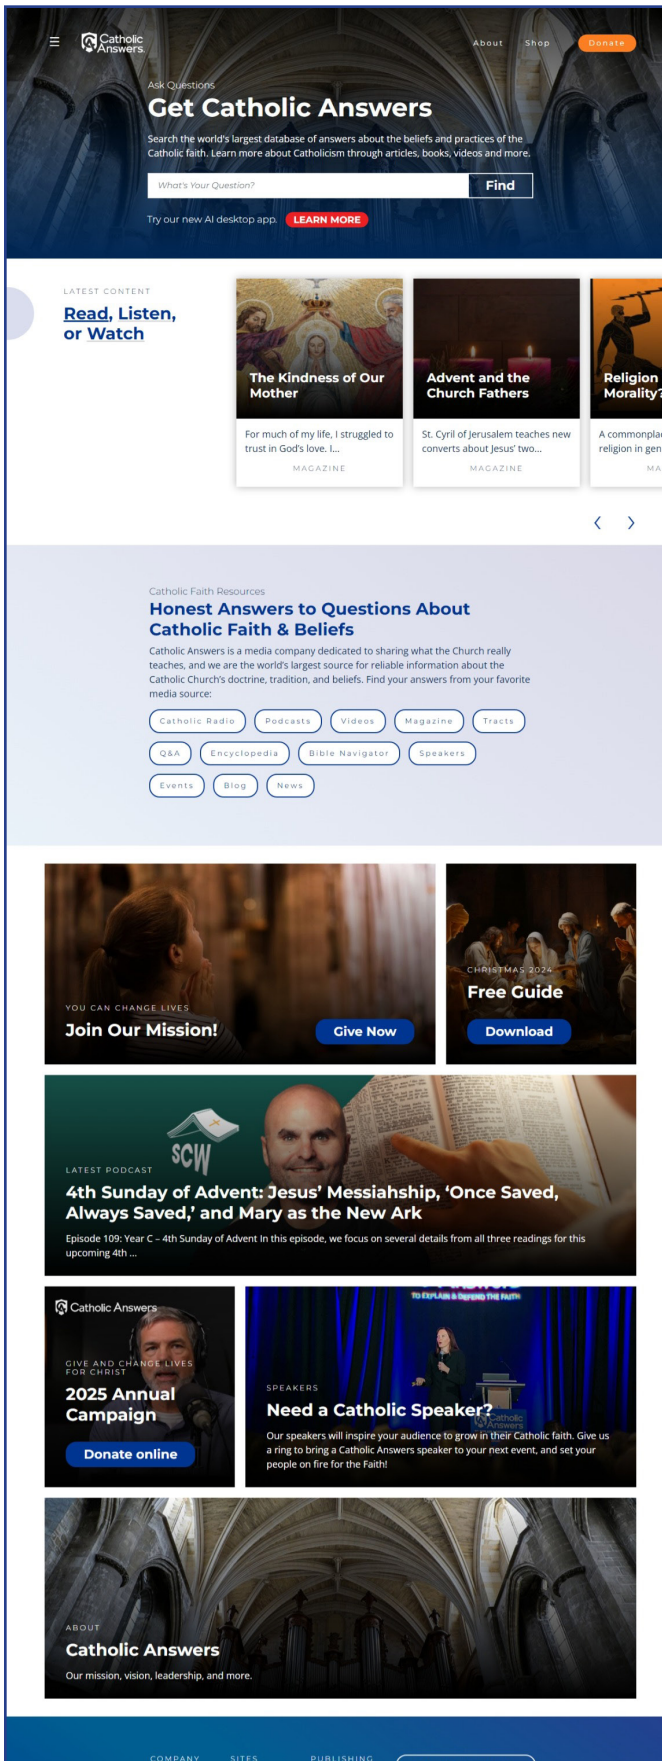 Catholic
Answers.
About Shop Donate
Ask Questions
Get Catholic Answers
Search the world's largest database of answers about the beliefs and practices of the
Catholic faith. Learn more about Catholicism through articles, books, videos and more.
What's Your Question? Find
Try our new AI desktop app. LEARN MORE
LATEST CONTENT
Read, Listen,
or Watch
The Kindness of Our
Mother
For much of my life, I struggled to
trust in God's love. I...
MAGAZINE
Advent and the
Church Fathers
St. Cyril of Jerusalem teaches new
converts about Jesus' two...
MAGAZINE
Religion
Morality?
A commonplac
religion in gen
MA
Catholic Faith Resources
Honest Answers to Questions About
Catholic Faith & Beliefs
Catholic Answers is a media company dedicated to sharing what the Church really
teaches, and we are the world's largest source for reliable information about the
Catholic Church's doctrine, tradition, and beliefs. Find your answers from your favorite
media source:
Catholic Radio Podcasts Videos Magazine Tracts
Q&A Encyclopedia Bible Navigator Speakers
Events Blog News
YOU CAN CHANGE LIVES
Join Our Mission!
Give Now
CHRISTMAS 2024
Free Guide
Download
SCW
LATEST PODCAST
4th Sunday of Advent: Jesus' Messiahship, 'Once Saved,
Always Saved,' and Mary as the New Ark
Episode 109: Year C – 4th Sunday of Advent In this episode, we focus on several details from all three readings for this
upcoming 4th ...
Catholic Answers
GIVE AND CHANGE LIVES
FOR CHRIST
2025 Annual
Campaign
Donate online
TO EXPLAIN & DEFEND THE FAITH
SPEAKERS
Need a Catholic Speaker?
Catholic
Answers
Our speakers will inspire your audience to grow in their Catholic faith. Give us
a ring to bring a Catholic Answers speaker to your next event, and set your
people on fire for the Faith!
ABOUT
Catholic Answers
Our mission, vision, leadership, and more.
COMPANY SITES PUBLISHING